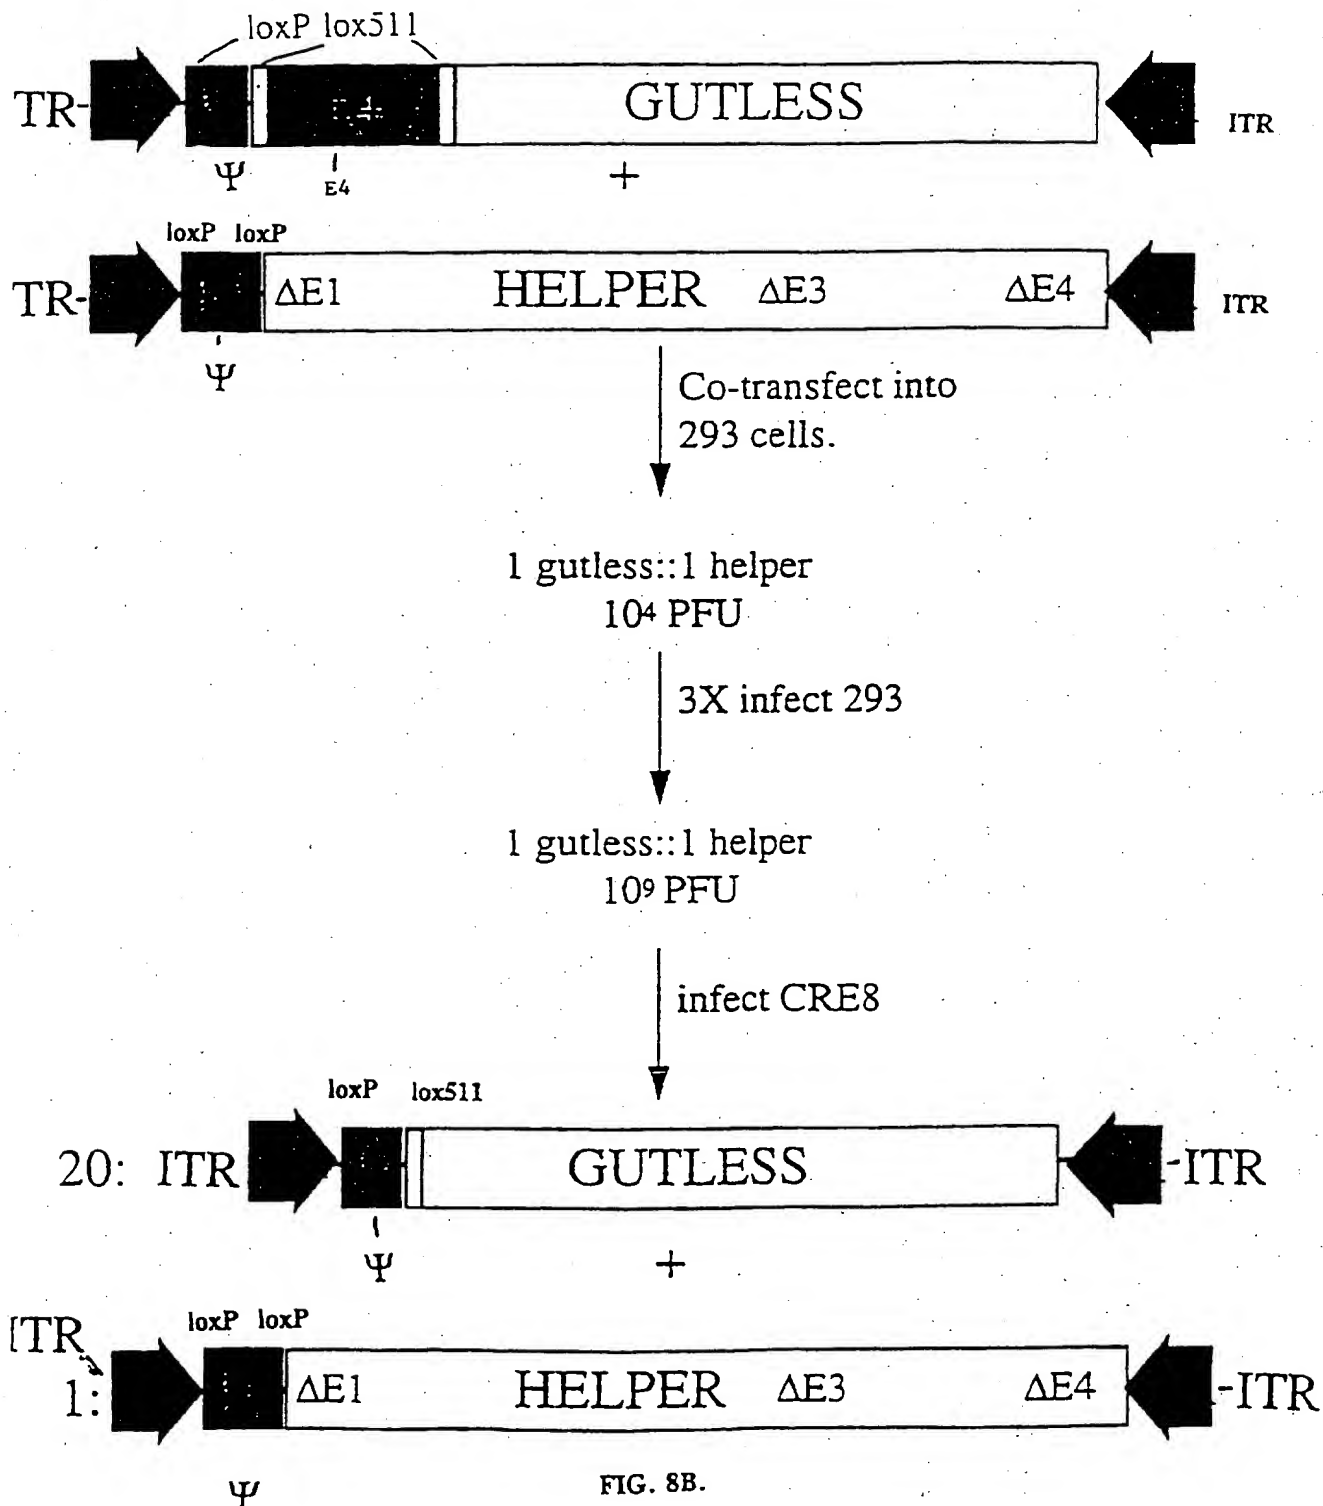 loxP lox511
TR- GUTLESS ITR
Ψ E4 +
loxP loxP
TR- ΔE1 HELPER ΔE3 ΔE4 ITR
Ψ
Co-transfect into
293 cells.
1 gutless::1 helper
10⁴ PFU
3X infect 293
1 gutless::1 helper
10⁹ PFU
infect CRE8
loxP lox511
20: ITR GUTLESS -ITR
Ψ +
loxP loxP
ITR
1: ΔE1 HELPER ΔE3 ΔE4 -ITR
Ψ
FIG. 8B.